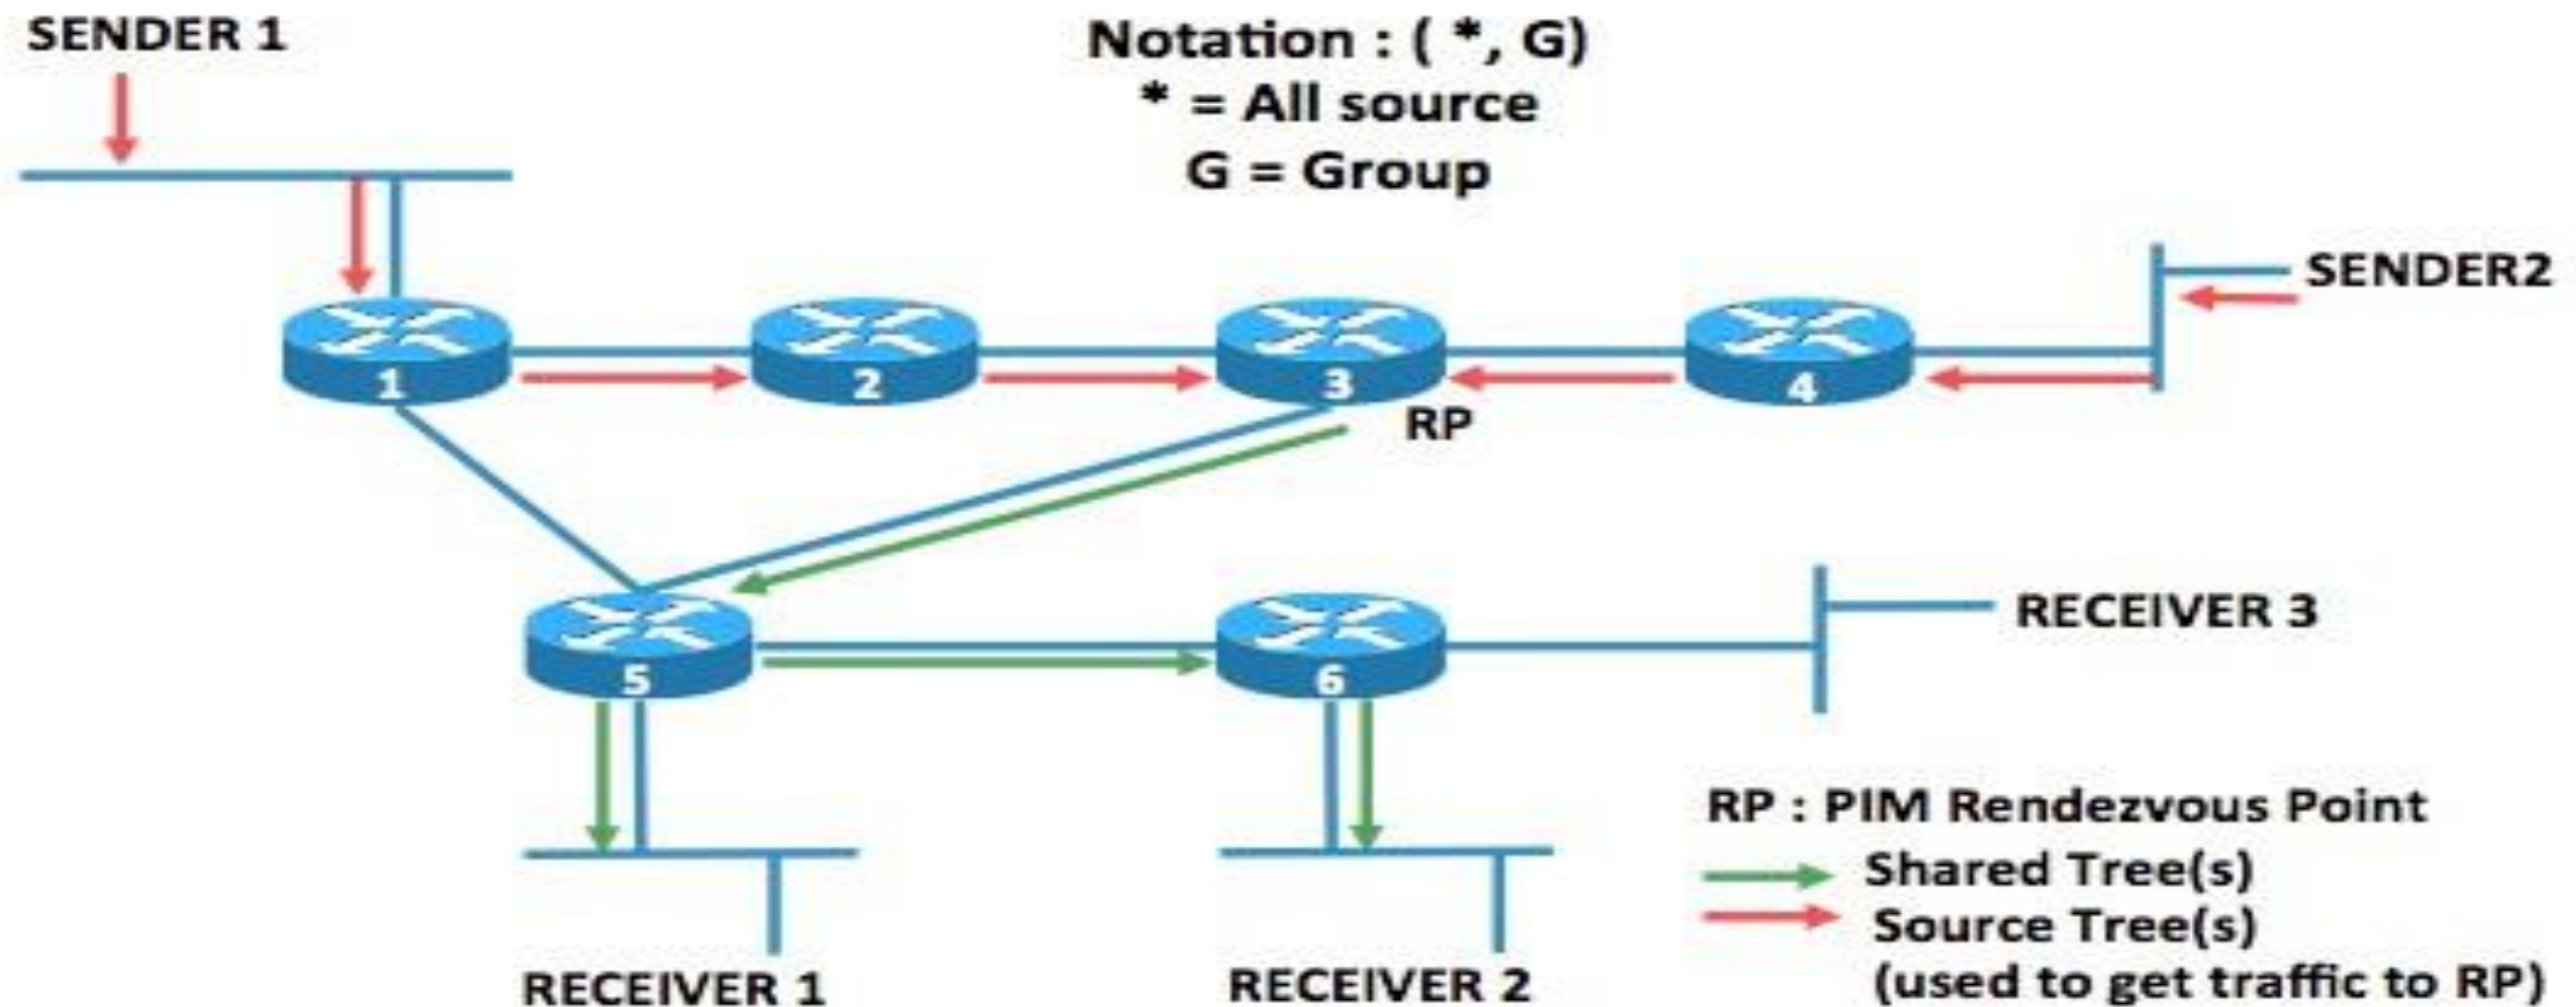 SENDER 1
Notation : ( *, G)
* = All source
G = Group
SENDER2
1
2
3
4
RP
5
6
RECEIVER 3
RECEIVER 1
RECEIVER 2
RP : PIM Rendezvous Point
Shared Tree(s)
Source Tree(s)
(used to get traffic to RP)